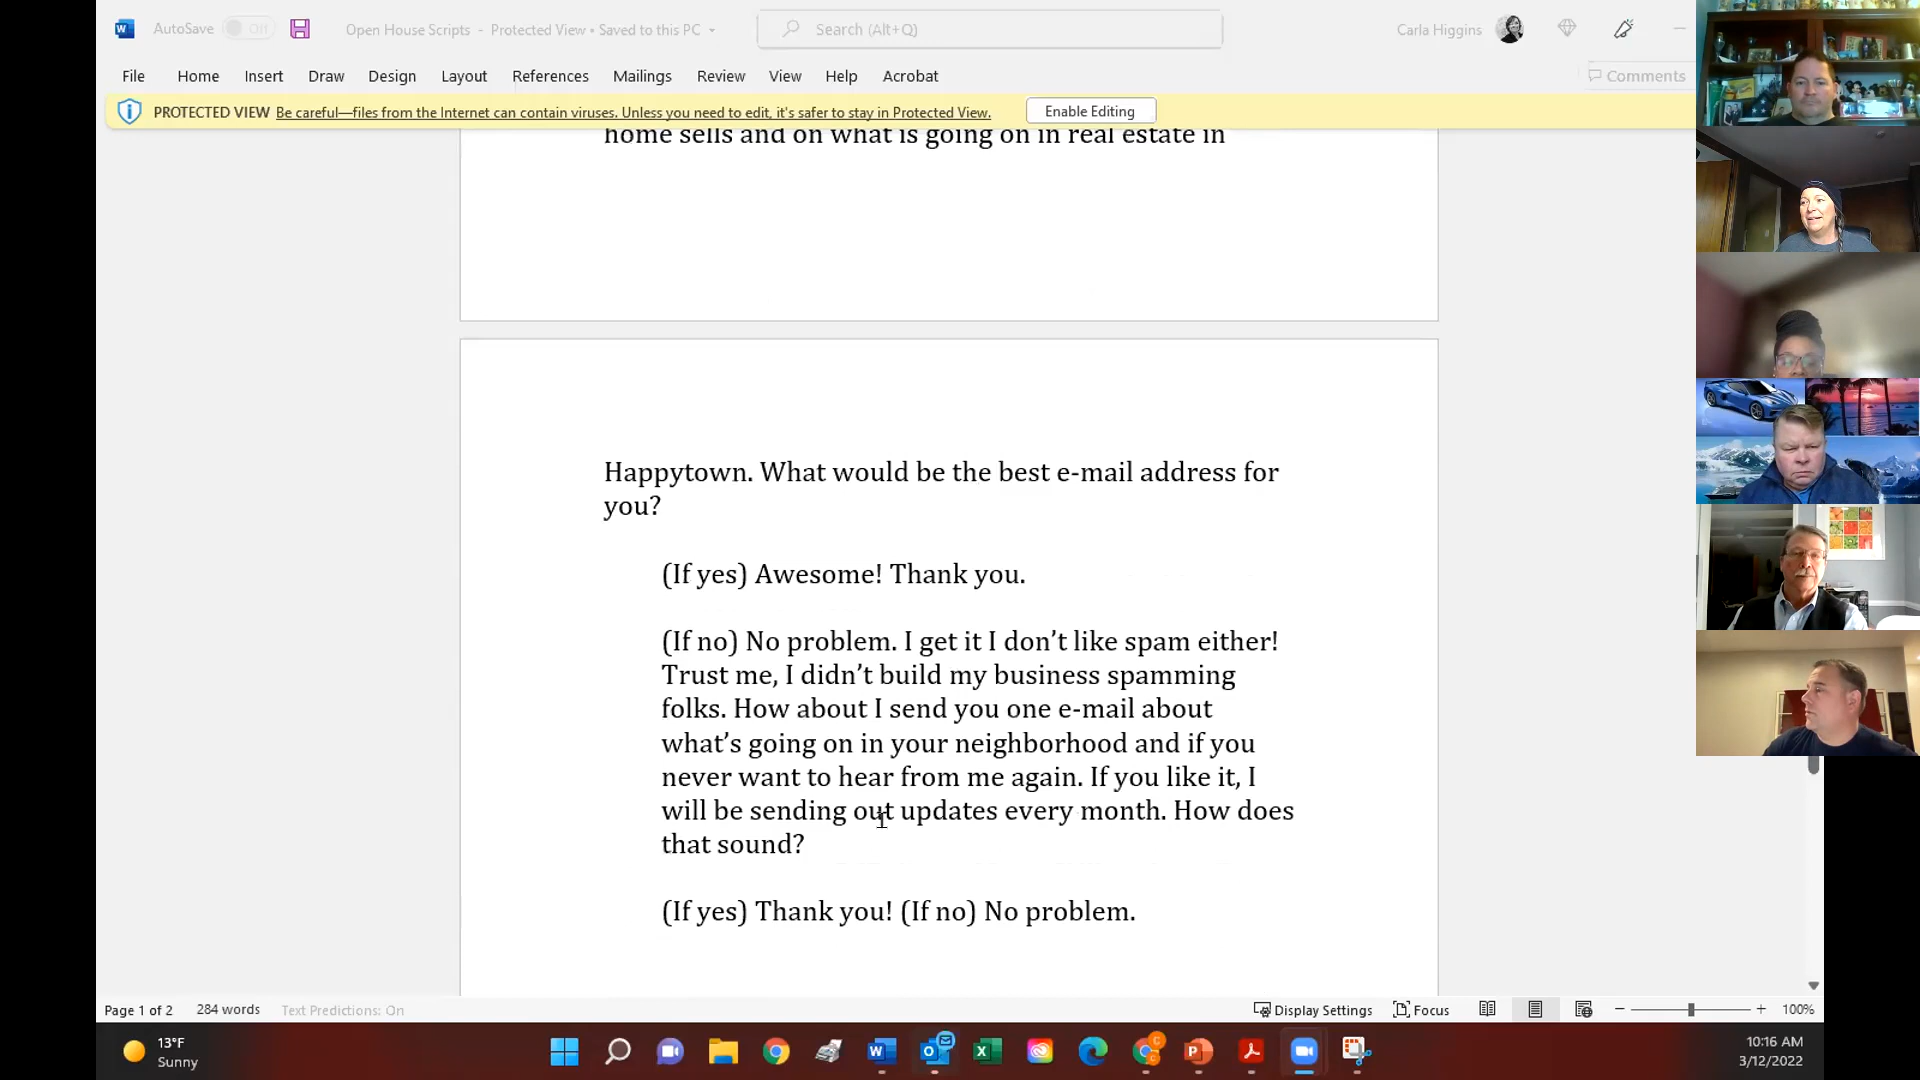 AutoSave Off Open House Scripts - Protected View • Saved to this PC Search (Alt+Q) Carla Higgins
File Home Insert Draw Design Layout References Mailings Review View Help Acrobat Comments
PROTECTED VIEW Be careful—files from the Internet can contain viruses. Unless you need to edit, it's safer to stay in Protected View. Enable Editing
home sells and on what is going on in real estate in
Happytown. What would be the best e-mail address for
you?
(If yes) Awesome! Thank you.
(If no) No problem. I get it I don’t like spam either!
Trust me, I didn’t build my business spamming
folks. How about I send you one e-mail about
what’s going on in your neighborhood and if you
never want to hear from me again. If you like it, I
will be sending out updates every month. How does
that sound?
(If yes) Thank you! (If no) No problem.
Page 1 of 2 284 words Text Predictions: On Display Settings Focus 100%
13°F
Sunny
10:16 AM
3/12/2022